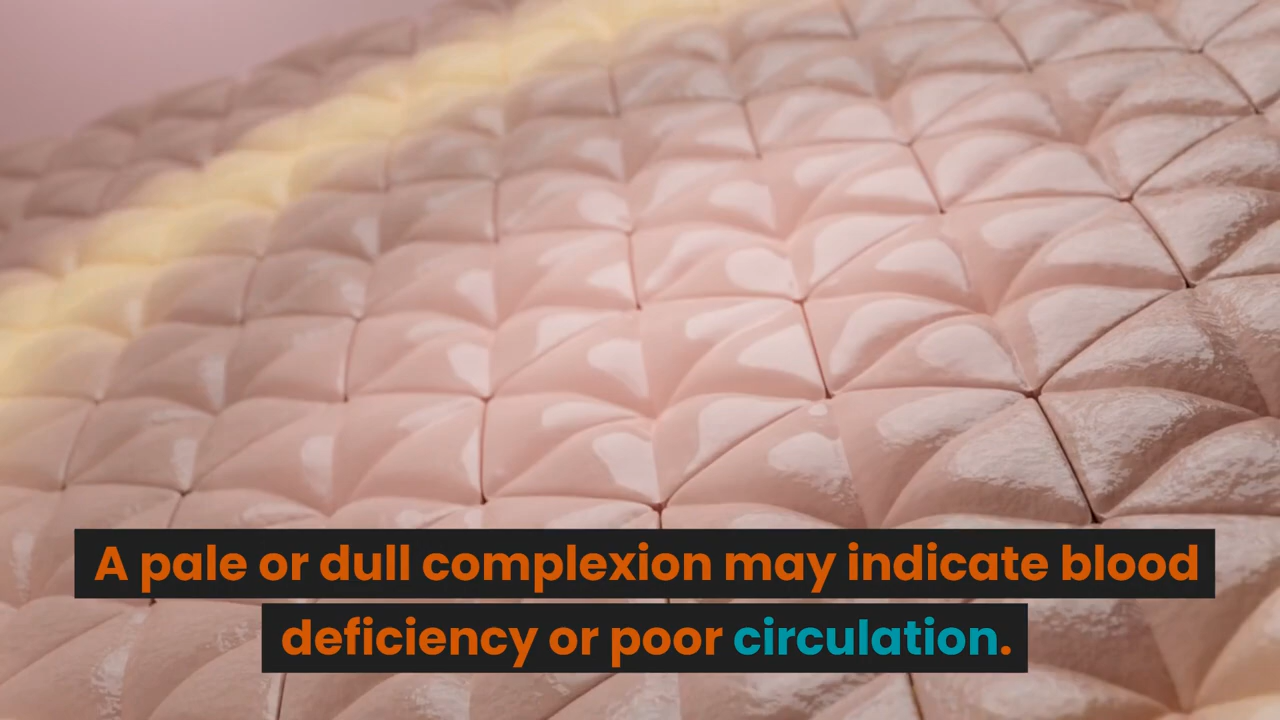 A pale or dull complexion may indicate blood
deficiency or poor circulation.